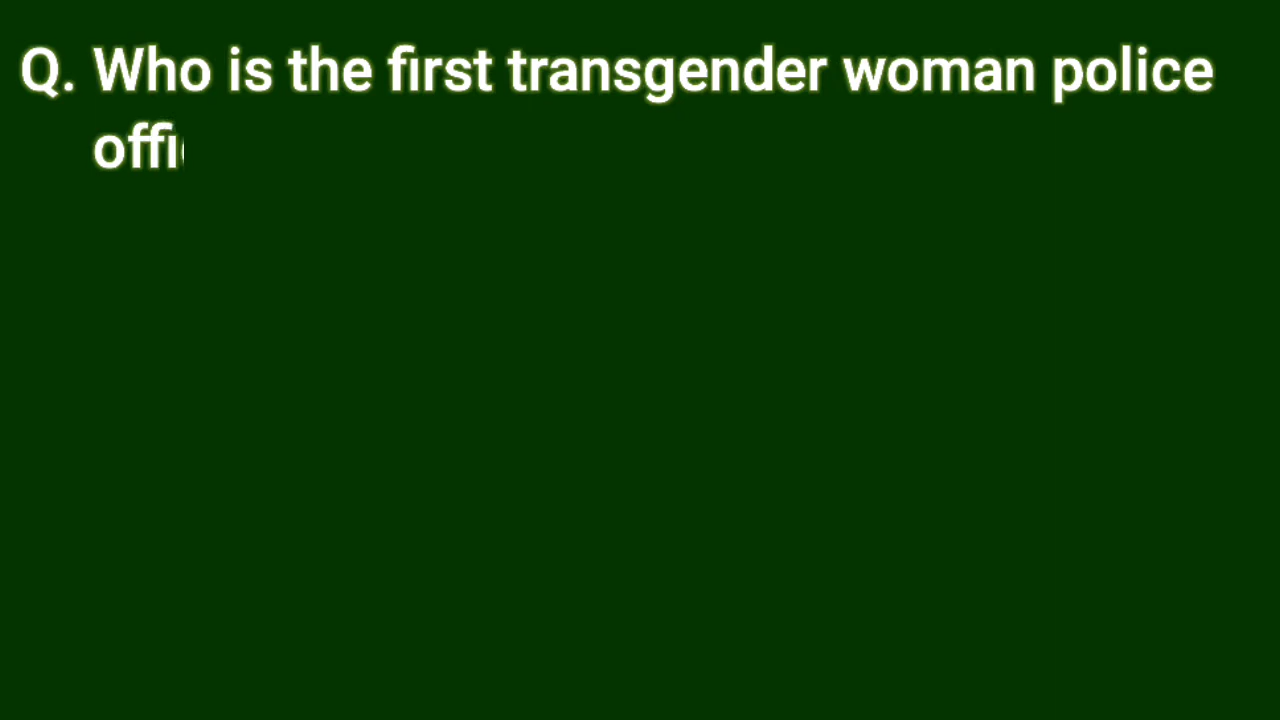 Q. Who is the first transgender woman police
offi